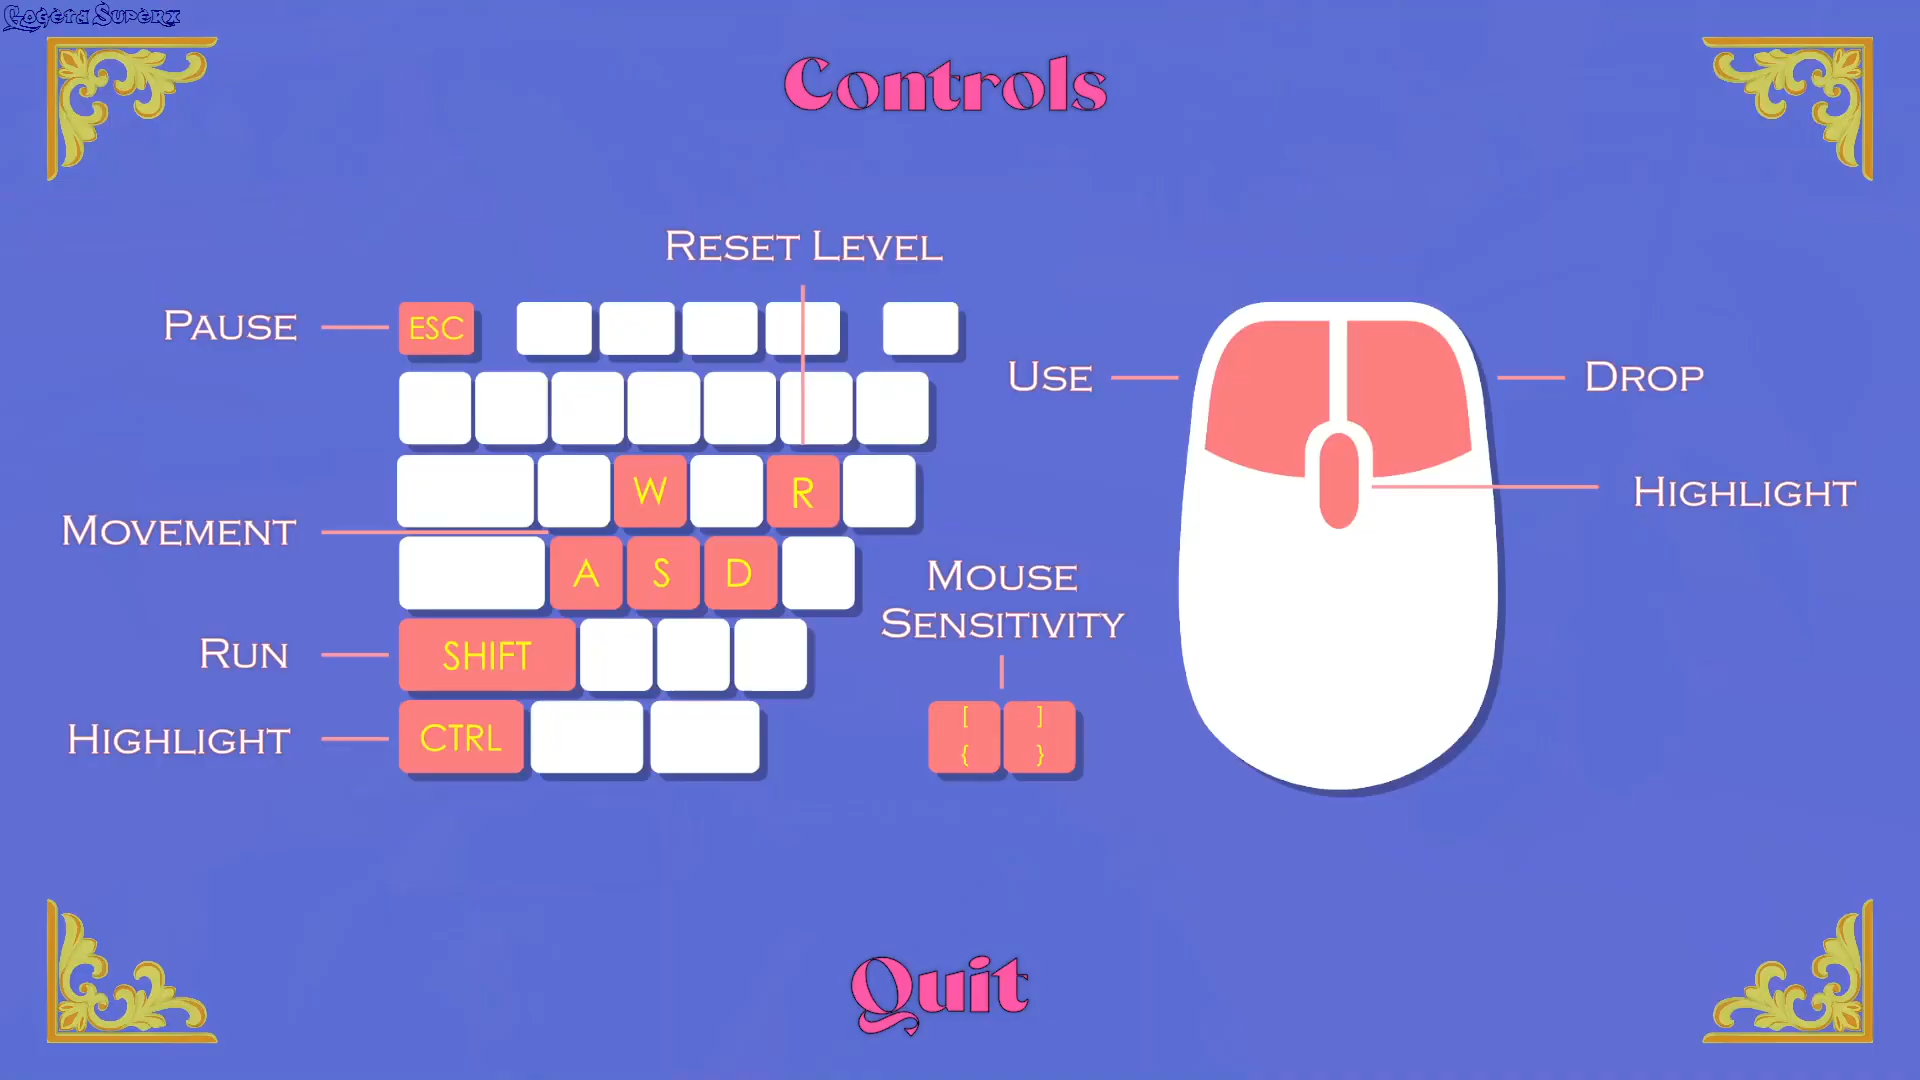 Controls
RESET LEVEL
PAUSE
ESC
USE
DROP
W
R
HIGHLIGHT
MOVEMENT
A S D
MOUSE
SENSITIVITY
RUN
SHIFT
HIGHLIGHT
CTRL
[ ]
{ }
Quit